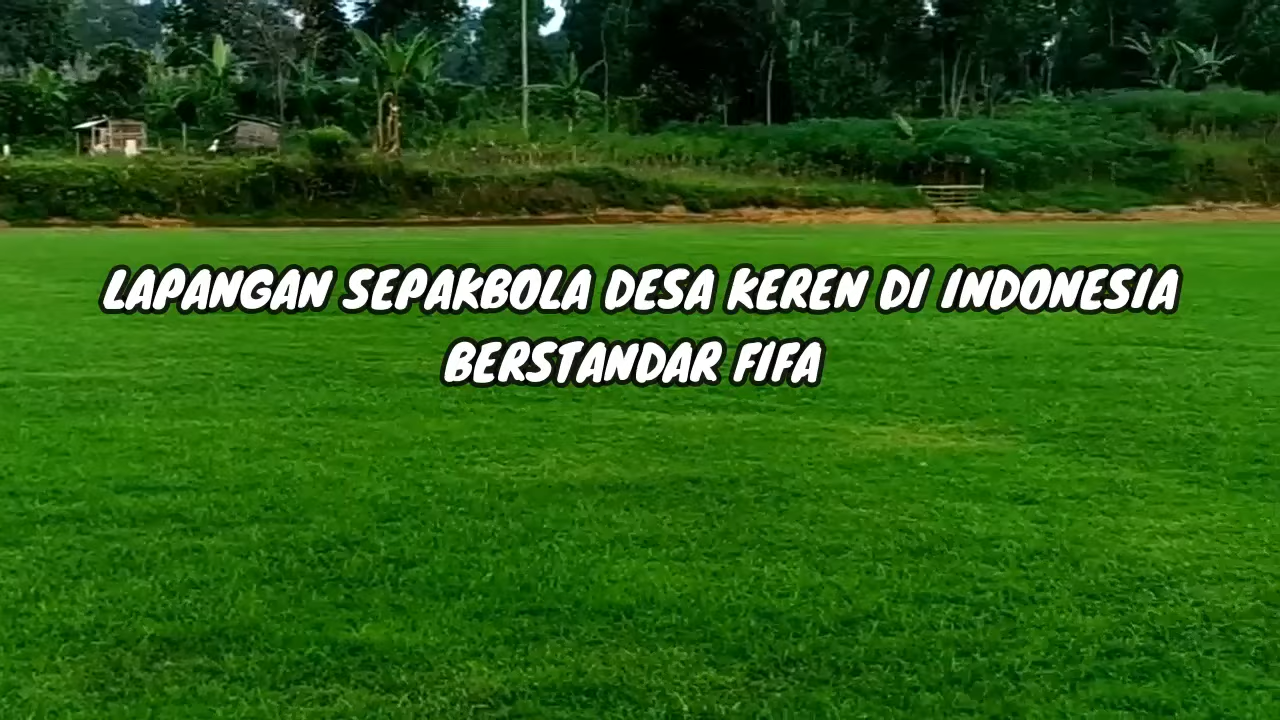 LAPANGAN SEPAKBOLA DESA KEREN DI INDONESIA
BERSTANDAR FIFA